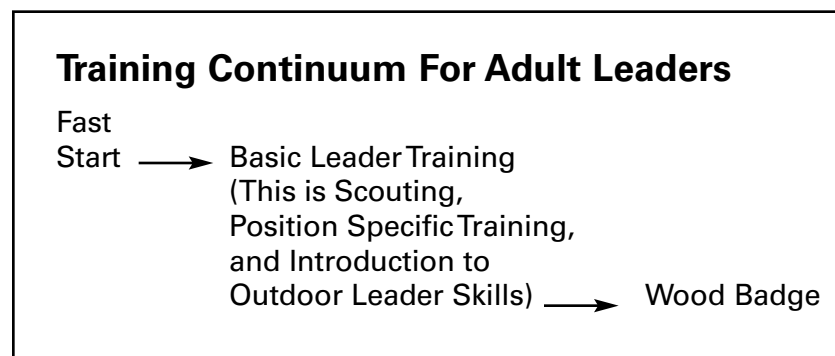 Training Continuum For Adult Leaders
Fast
Start
Basic Leader Training
(This is Scouting,
Position Specific Training,
and Introduction to
Outdoor Leader Skills)
Wood Badge